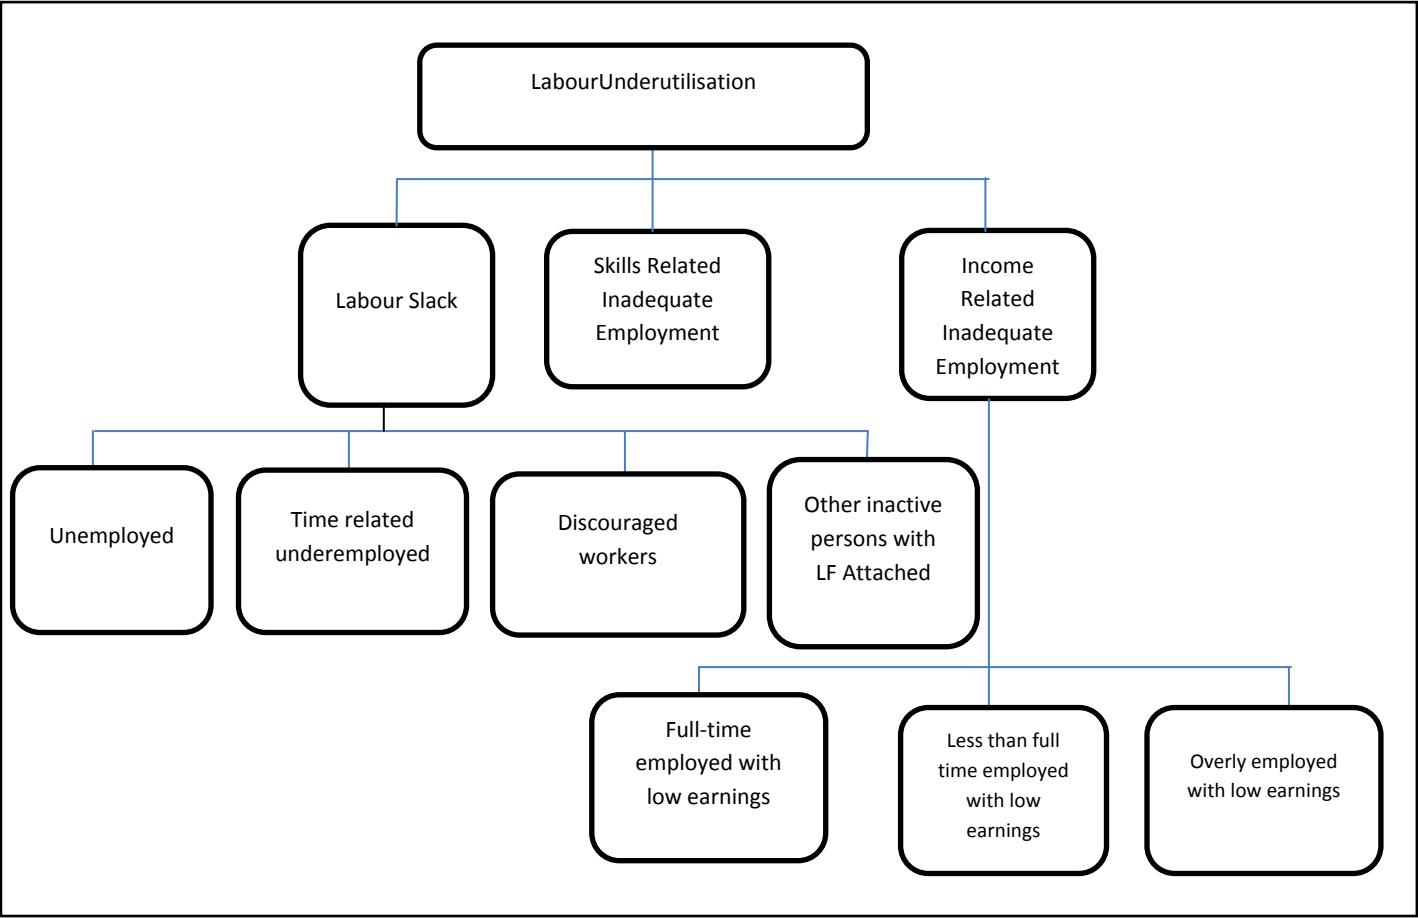 LabourUnderutilisation
Labour Slack
Skills Related
Inadequate
Employment
Income
Related
Inadequate
Employment
Unemployed
Time related
underemployed
Discouraged
workers
Other inactive
persons with
LF Attached
Full-time
employed with
low earnings
Less than full
time employed
with low
earnings
Overly employed
with low earnings